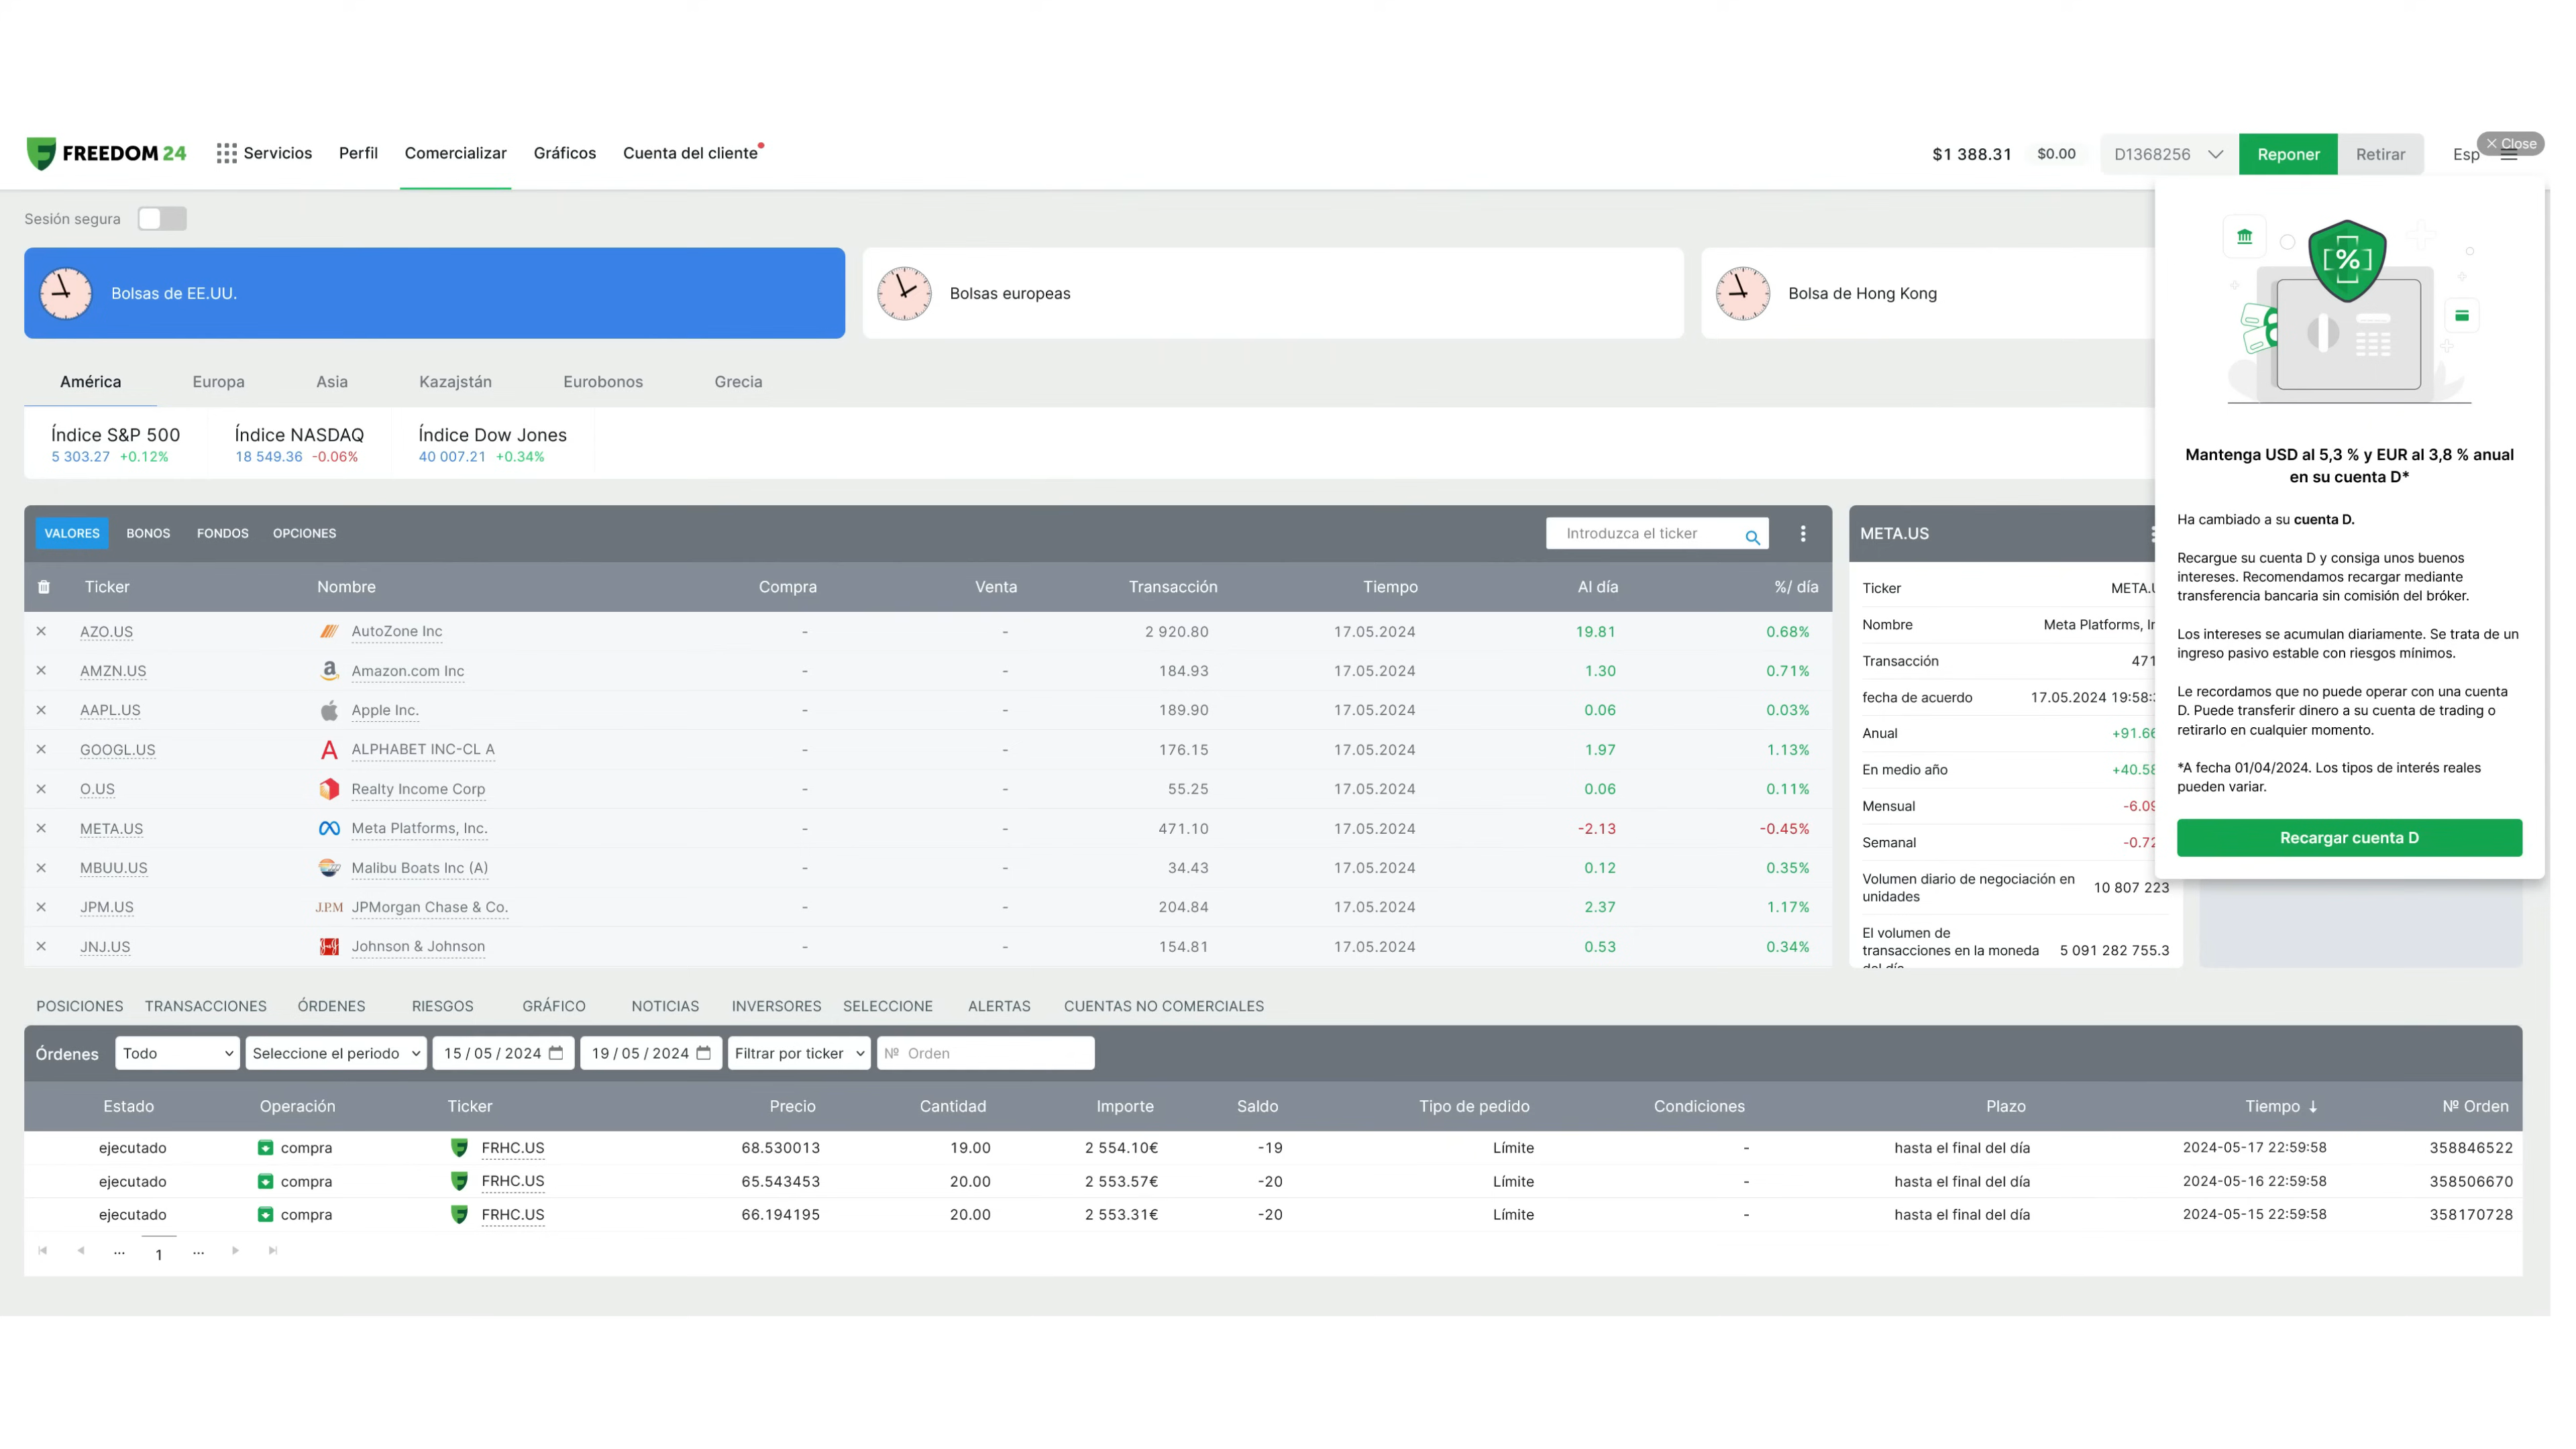 FREEDOM 24 Servicios Perfil Comercializar Gráficos Cuenta del cliente $1 388.31 $0.00 D1368256 Reponer Retirar Esp × Close
Sesión segura
Bolsas de EE.UU. Bolsas europeas Bolsa de Hong Kong
[%]
América Europa Asia Kazajstán Eurobonos Grecia
Índice S&P 500 Índice NASDAQ Índice Dow Jones
5 303.27 +0.12% 18 549.36 -0.06% 40 007.21 +0.34%
VALORES BONOS FONDOS OPCIONES Introduzca el ticker
Ticker Nombre Compra Venta Transacción Tiempo Al día %/ día
AZO.US AutoZone Inc - - 2 920.80 17.05.2024 19.81 0.68%
AMZN.US a Amazon.com Inc - - 184.93 17.05.2024 1.30 0.71%
AAPL.US Apple Inc. - - 189.90 17.05.2024 0.06 0.03%
GOOGL.US A ALPHABET INC-CL A - - 176.15 17.05.2024 1.97 1.13%
O.US Realty Income Corp - - 55.25 17.05.2024 0.06 0.11%
META.US Meta Platforms, Inc. - - 471.10 17.05.2024 -2.13 -0.45%
MBUU.US Malibu Boats Inc (A) - - 34.43 17.05.2024 0.12 0.35%
JPM.US J.P.M JPMorgan Chase & Co. - - 204.84 17.05.2024 2.37 1.17%
JNJ.US Johnson & Johnson - - 154.81 17.05.2024 0.53 0.34%
META.US
Ticker META.U
Nombre Meta Platforms, In
Transacción 471
fecha de acuerdo 17.05.2024 19:58:
Anual +91.66
En medio año +40.58
Mensual -6.09
Semanal -0.72
Volumen diario de negociación en
unidades 10 807 223
El volumen de
transacciones en la moneda 5 091 282 755.3
del día
Mantenga USD al 5,3 % y EUR al 3,8 % anual
en su cuenta D*
Ha cambiado a su cuenta D.
Recargue su cuenta D y consiga unos buenos
intereses. Recomendamos recargar mediante
transferencia bancaria sin comisión del bróker.
Los intereses se acumulan diariamente. Se trata de un
ingreso pasivo estable con riesgos mínimos.
Le recordamos que no puede operar con una cuenta
D. Puede transferir dinero a su cuenta de trading o
retirarlo en cualquier momento.
*A fecha 01/04/2024. Los tipos de interés reales
pueden variar.
Recargar cuenta D
POSICIONES TRANSACCIONES ÓRDENES RIESGOS GRÁFICO NOTICIAS INVERSORES SELECCIONE ALERTAS CUENTAS NO COMERCIALES
Órdenes Todo Seleccione el periodo 15 / 05 / 2024 19 / 05 / 2024 Filtrar por ticker Nº Orden
Estado Operación Ticker Precio Cantidad Importe Saldo Tipo de pedido Condiciones Plazo Tiempo ↓ Nº Orden
ejecutado compra FRHC.US 68.530013 19.00 2 554.10€ -19 Límite - hasta el final del día 2024-05-17 22:59:58 358846522
ejecutado compra FRHC.US 65.543453 20.00 2 553.57€ -20 Límite - hasta el final del día 2024-05-16 22:59:58 358506670
ejecutado compra FRHC.US 66.194195 20.00 2 553.31€ -20 Límite - hasta el final del día 2024-05-15 22:59:58 358170728
... 1 ...